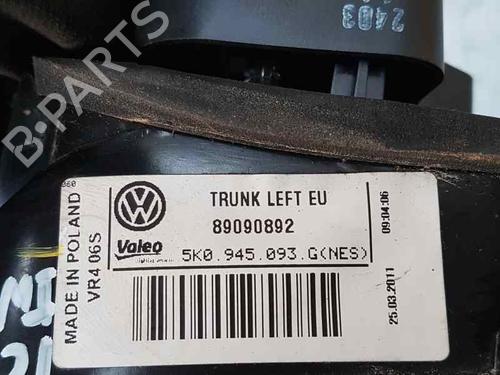 2403
B-PARTS
MADE IN POLAND
VR4 06S
TRUNK LEFT EU
89090892
Valeo
5K0.945.093.G(NES)
09:04:06
25.03.2011